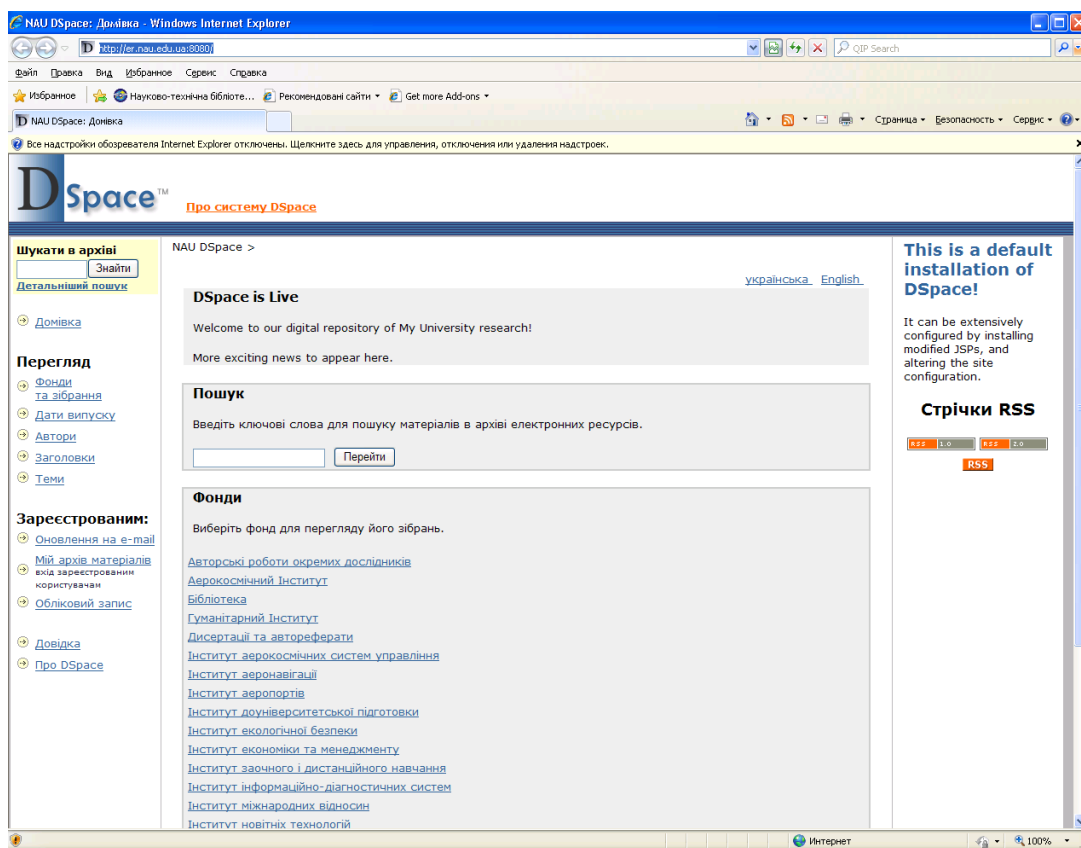 NAU DSpace: Домівка - Windows Internet Explorer
http://er.nau.edu.ua:8080/
QIP Search
Файл Правка Вид Избранное Сервис Справка
Избранное Науково-технічна бібліоте... Рекомендовані сайти Get more Add-ons
NAU DSpace: Домівка
Страница Безопасность Сервис
Все надстройки обозревателя Internet Explorer отключены. Щелкните здесь для управления, отключения или удаления надстроек.
DSpace™
Про систему DSpace
Шукати в архіві
Знайти
Детальніший пошук
Домівка
Перегляд
Фонди
та зібрання
Дати випуску
Автори
Заголовки
Теми
Зареєстрованим:
Оновлення на e-mail
Мій архів матеріалів
вхід зареєстрованим
користувачам
Обліковий запис
Довідка
Про DSpace
NAU DSpace >
українська English
DSpace is Live
Welcome to our digital repository of My University research!
More exciting news to appear here.
Пошук
Введіть ключові слова для пошуку матеріалів в архіві електронних ресурсів.
Перейти
Фонди
Виберіть фонд для перегляду його зібрань.
Авторські роботи окремих дослідників
Аерокосмічний Інститут
Бібліотека
Гуманітарний Інститут
Дисертації та автореферати
Інститут аерокосмічних систем управління
Інститут аеронавігації
Інститут аеропортів
Інститут доуніверситетської підготовки
Інститут екологічної безпеки
Інститут економіки та менеджменту
Інститут заочного і дистанційного навчання
Інститут інформаційно-діагностичних систем
Інститут міжнародних відносин
Інститут новітніх технологій
This is a default
installation of
DSpace!
It can be extensively
configured by installing
modified JSPs, and
altering the site
configuration.
Стрічки RSS
RSS 1.0 RSS 2.0
RSS
Интернет
100%